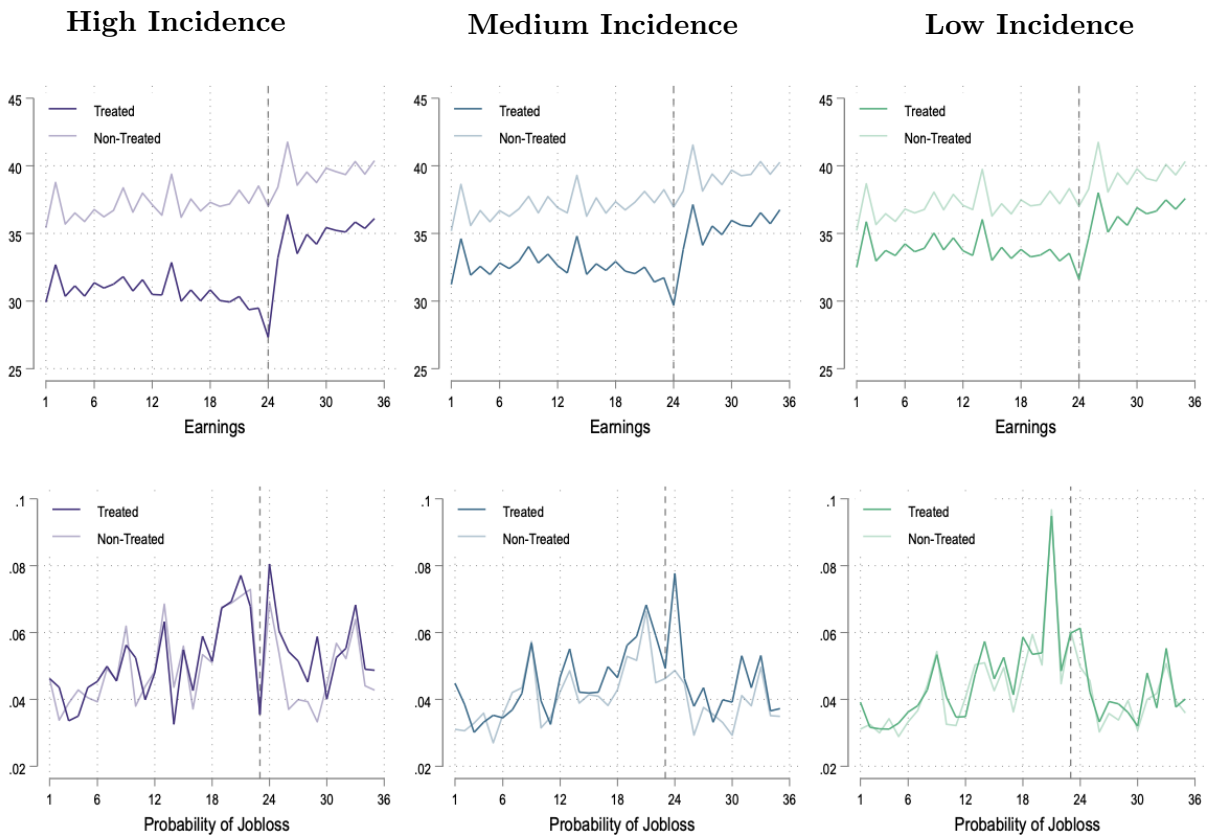 High Incidence
Medium Incidence
Low Incidence
45
40
35
30
25
Treated
Non-Treated
1 6 12 18 24 30 36
Earnings
45
40
35
30
25
Treated
Non-Treated
1 6 12 18 24 30 36
Earnings
45
40
35
30
25
Treated
Non-Treated
1 6 12 18 24 30 36
Earnings
.1
.08
.06
.04
.02
Treated
Non-Treated
1 6 12 18 24 30 36
Probability of Jobloss
.1
.08
.06
.04
.02
Treated
Non-Treated
1 6 12 18 24 30 36
Probability of Jobloss
.1
.08
.06
.04
.02
Treated
Non-Treated
1 6 12 18 24 30 36
Probability of Jobloss